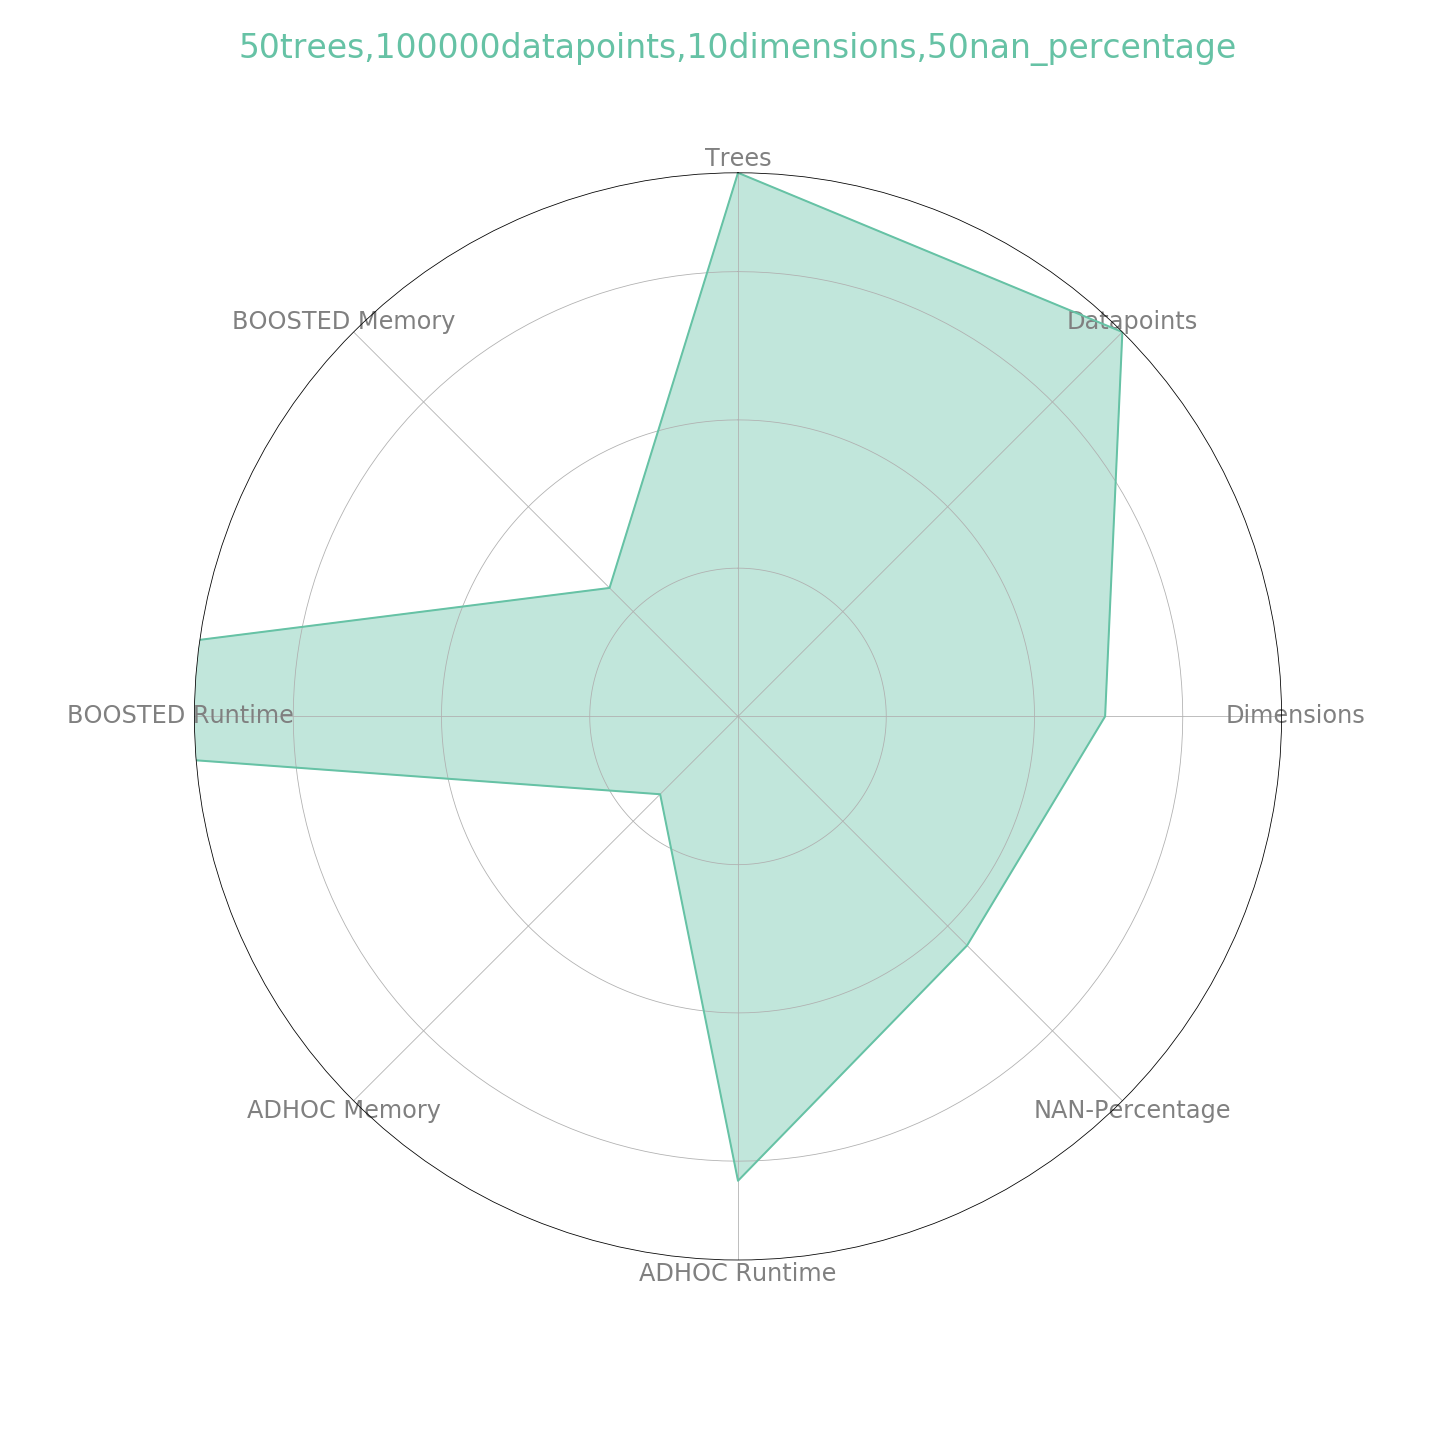 50trees,100000datapoints,10dimensions,50nan_percentage
Trees
BOOSTED Memory
Datapoints
BOOSTED Runtime
Dimensions
ADHOC Memory
NAN-Percentage
ADHOC Runtime